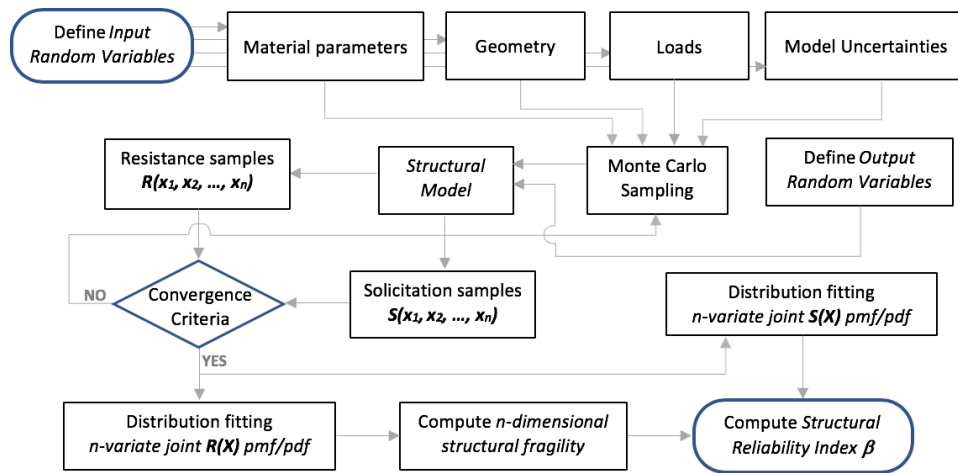 Define Input
Random Variables
Material parameters
Geometry
Loads
Model Uncertainties
Resistance samples
R(x1, x2, ..., xn)
Structural
Model
Monte Carlo
Sampling
Define Output
Random Variables
NO
Convergence
Criteria
Solicitation samples
S(x1, x2, ..., xn)
Distribution fitting
n-variate joint S(X) pmf/pdf
YES
Distribution fitting
n-variate joint R(X) pmf/pdf
Compute n-dimensional
structural fragility
Compute Structural
Reliability Index β